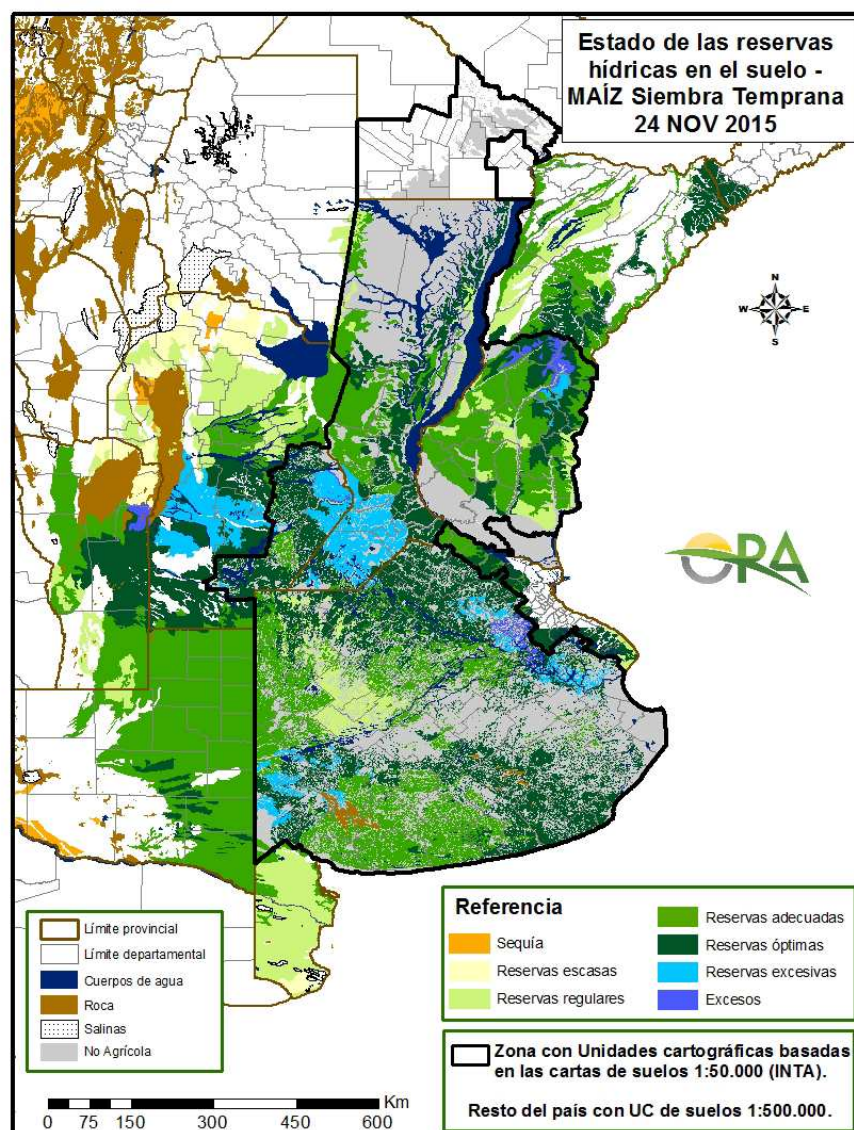 Estado de las reservas
hídricas en el suelo -
MAÍZ Siembra Temprana
24 NOV 2015
N
W E
S
ORA
Referencia
Sequía
Reservas escasas
Reservas regulares
Reservas adecuadas
Reservas óptimas
Reservas excesivas
Excesos
Límite provincial
Límite departamental
Cuerpos de agua
Roca
Salinas
No Agrícola
Zona con Unidades cartográficas basadas
en las cartas de suelos 1:50.000 (INTA).
Resto del país con UC de suelos 1:500.000.
Km
0 75 150 300 450 600